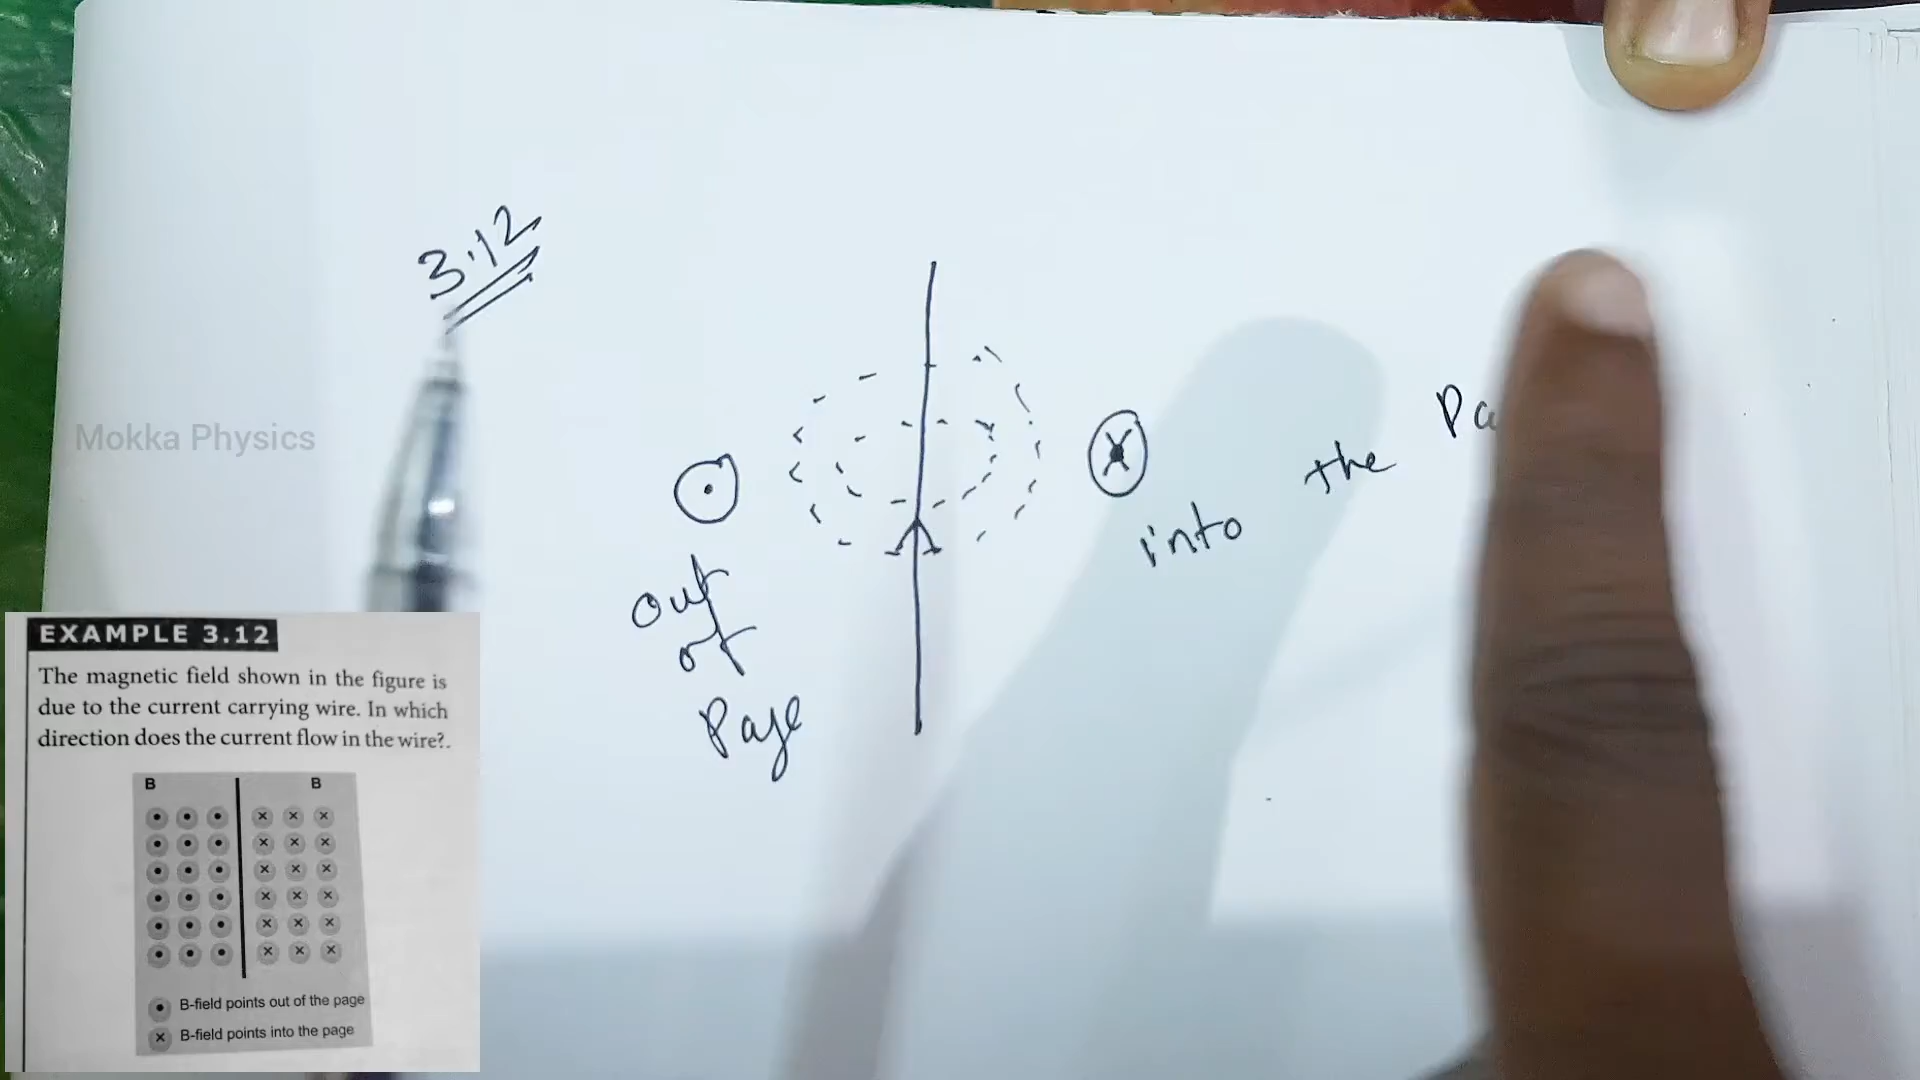 3.12
into the Pa
out
of
Page
Mokka Physics
EXAMPLE 3.12
The magnetic field shown in the figure is
due to the current carrying wire. In which
direction does the current flow in the wire?.
B B
B-field points out of the page
B-field points into the page